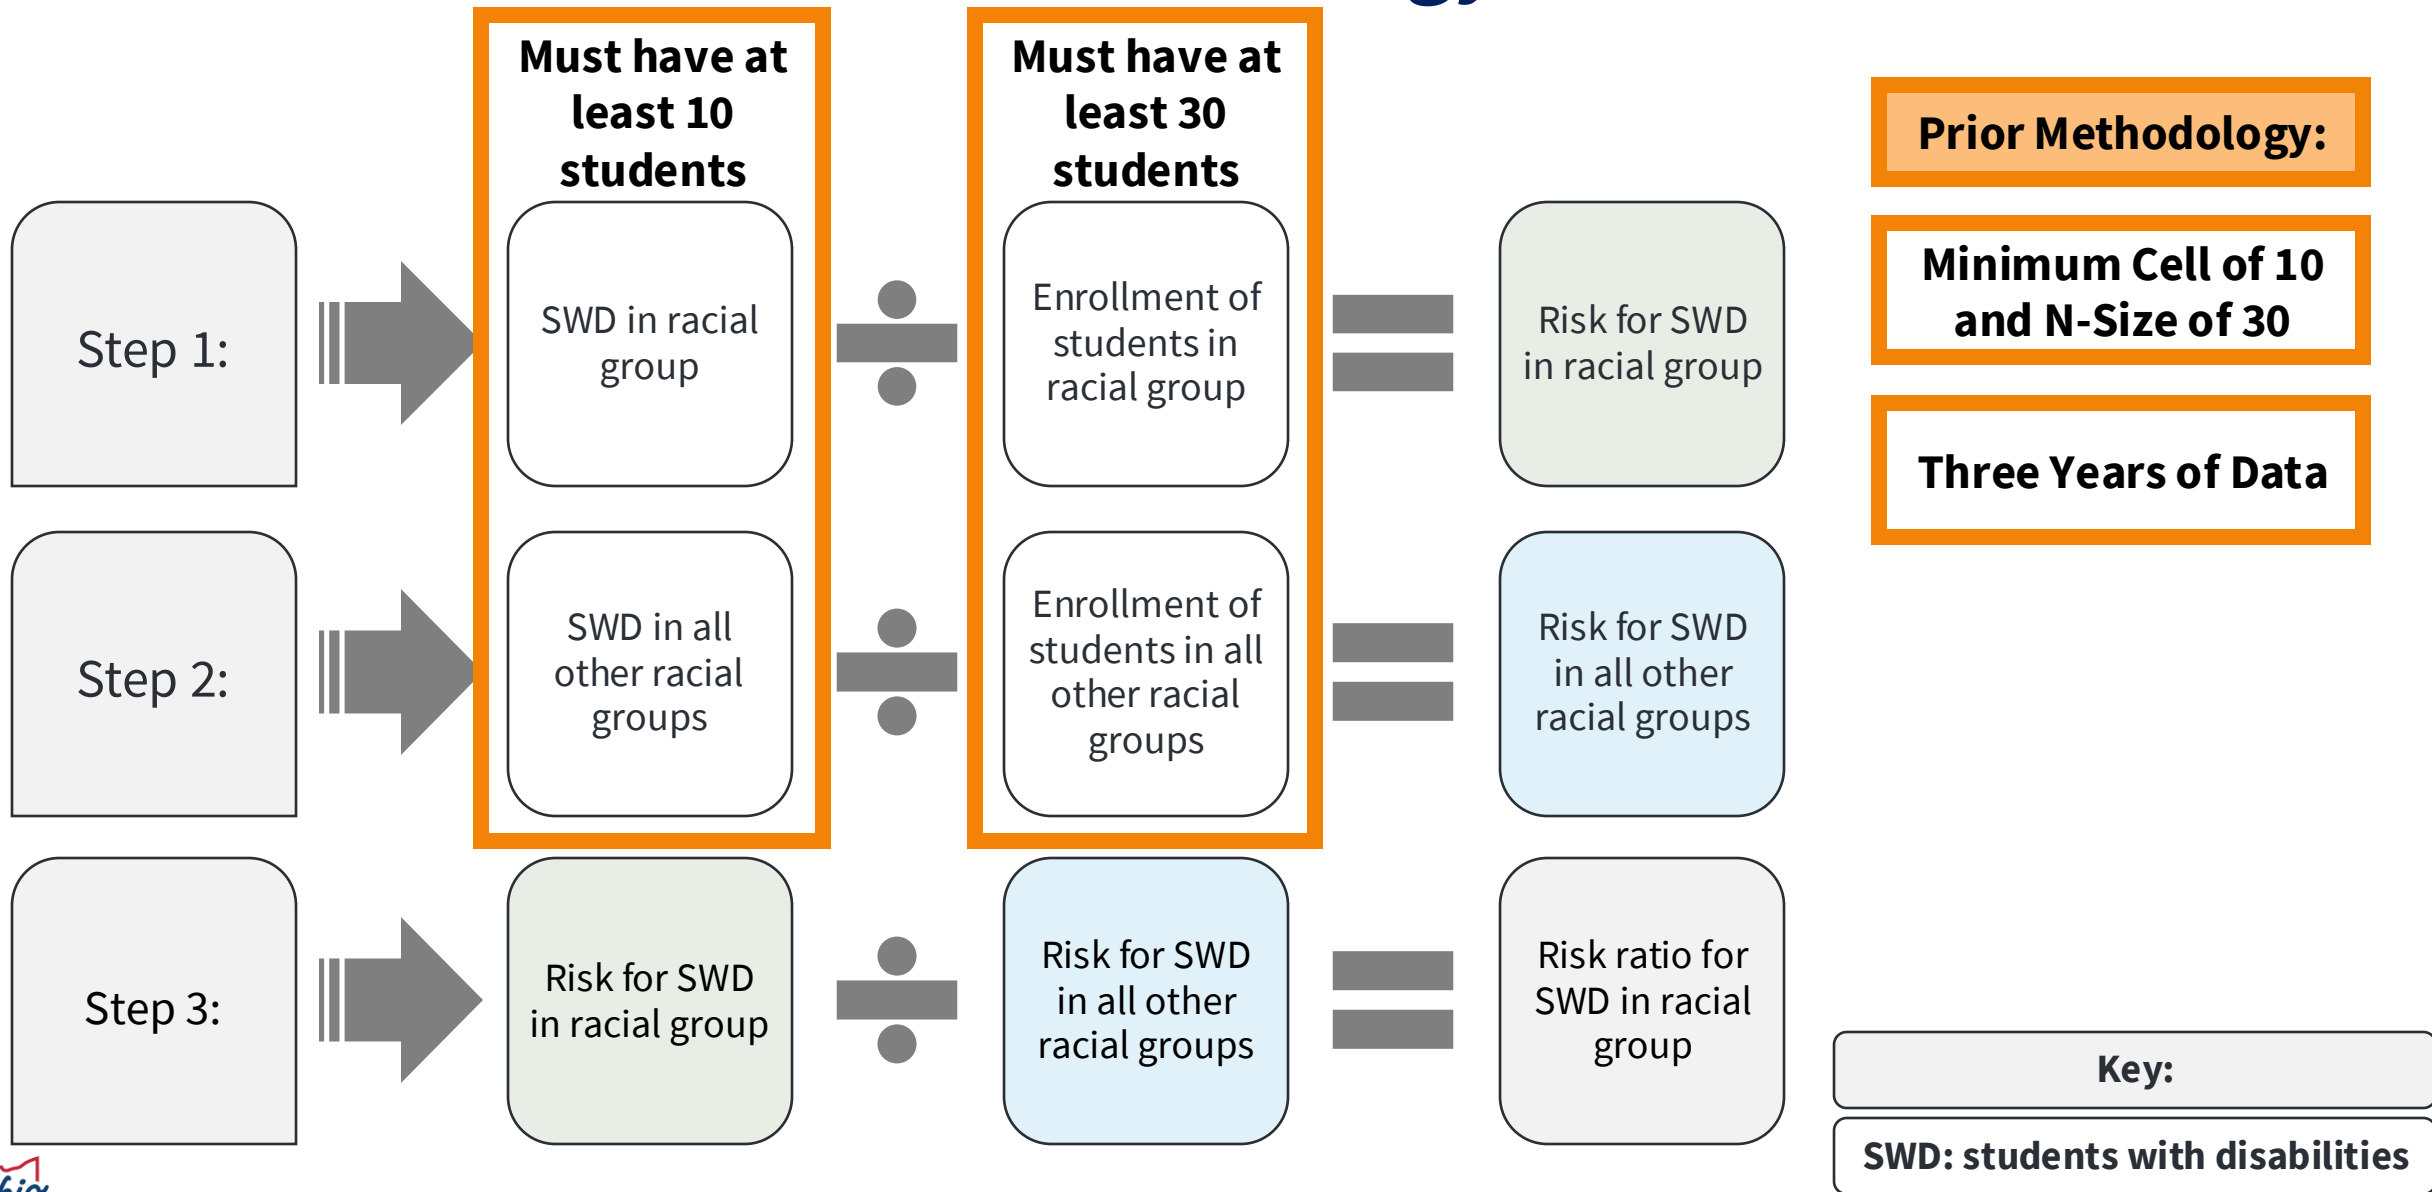 Must have at
least 10
students
Must have at
least 30
students
Prior Methodology:
Minimum Cell of 10
and N-Size of 30
Three Years of Data
Step 1:
SWD in racial
group
Enrollment of
students in
racial group
Risk for SWD
in racial group
Step 2:
SWD in all
other racial
groups
Enrollment of
students in all
other racial
groups
Risk for SWD
in all other
racial groups
Step 3:
Risk for SWD
in racial group
Risk for SWD
in all other
racial groups
Risk ratio for
SWD in racial
group
Key:
SWD: students with disabilities